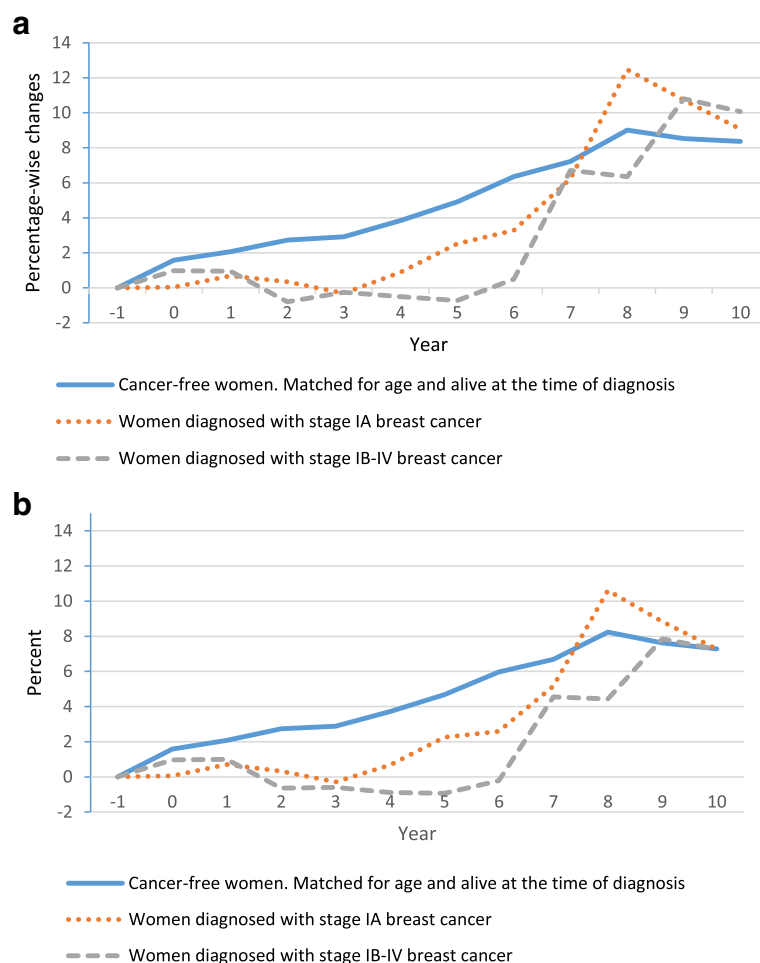 a
14
12
10
8
6
4
2
0
-2
Percentage-wise changes
-1 0 1 2 3 4 5 6 7 8 9 10
Year
Cancer-free women. Matched for age and alive at the time of diagnosis
Women diagnosed with stage IA breast cancer
Women diagnosed with stage IB-IV breast cancer
b
14
12
10
8
6
4
2
0
-2
Percent
-1 0 1 2 3 4 5 6 7 8 9 10
Year
Cancer-free women. Matched for age and alive at the time of diagnosis
Women diagnosed with stage IA breast cancer
Women diagnosed with stage IB-IV breast cancer